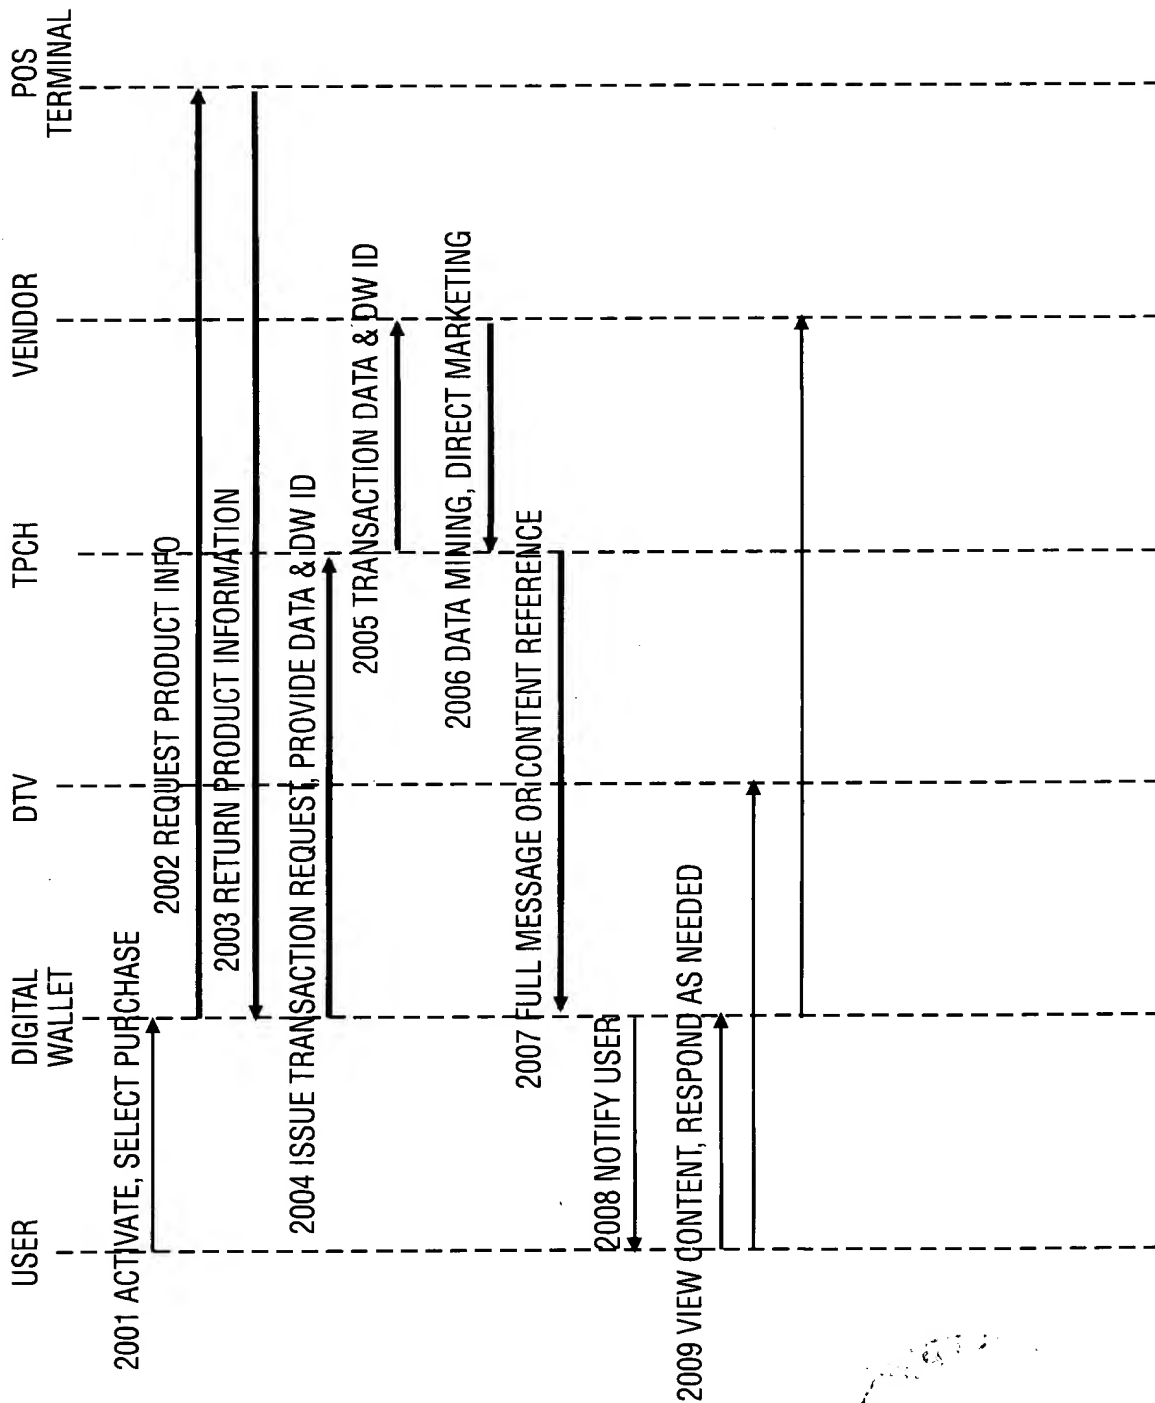 USER
DIGITAL
WALLET
DTV
TPCH
VENDOR
POS
TERMINAL
2001 ACTIVATE, SELECT PURCHASE
2002 REQUEST PRODUCT INFO
2003 RETURN PRODUCT INFORMATION
2004 ISSUE TRANSACTION REQUEST, PROVIDE DATA & DW ID
2005 TRANSACTION DATA & DW ID
2006 DATA MINING, DIRECT MARKETING
2007 FULL MESSAGE OR CONTENT REFERENCE
2008 NOTIFY USER
2009 VIEW CONTENT, RESPOND AS NEEDED